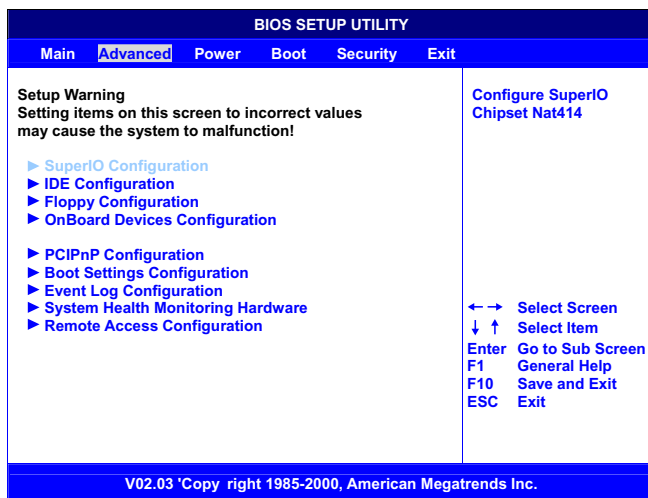 BIOS SETUP UTILITY
Main Advanced Power Boot Security Exit
Setup Warning
Setting items on this screen to incorrect values
may cause the system to malfunction!
► SuperIO Configuration
► IDE Configuration
► Floppy Configuration
► OnBoard Devices Configuration
► PCIPnP Configuration
► Boot Settings Configuration
► Event Log Configuration
► System Health Monitoring Hardware
► Remote Access Configuration
Configure SuperIO
Chipset Nat414
←→ Select Screen
↓ ↑ Select Item
Enter Go to Sub Screen
F1 General Help
F10 Save and Exit
ESC Exit
V02.03 'Copy right 1985-2000, American Megatrends Inc.